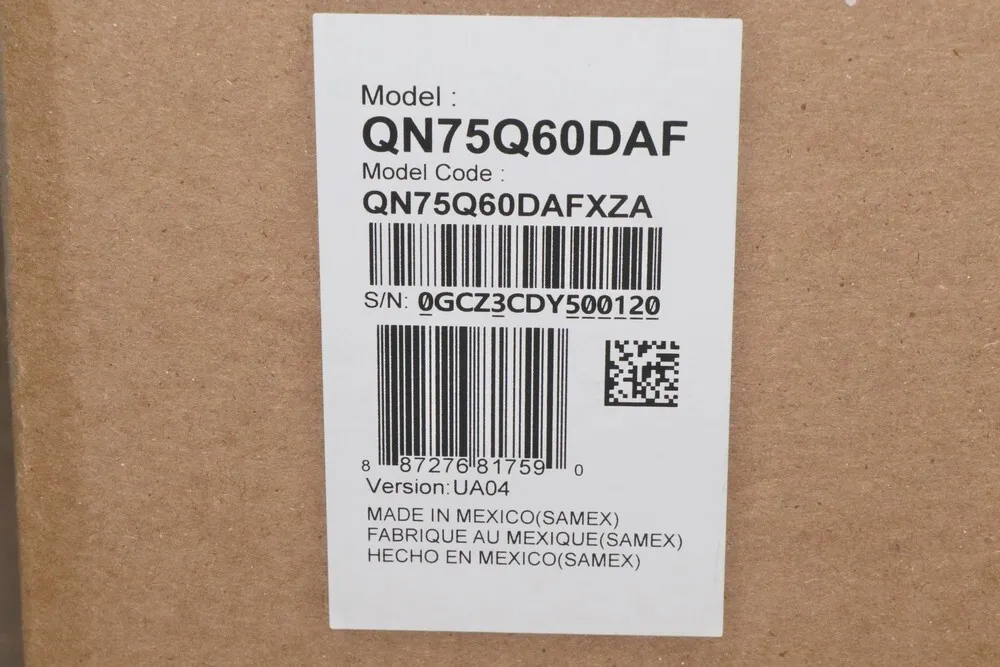 Model :
QN75Q60DAF
Model Code :
QN75Q60DAFXZA
S/N: 0GCZ3CDY500120
8 87276 81759 0
Version:UA04
MADE IN MEXICO(SAMEX)
FABRIQUE AU MEXIQUE(SAMEX)
HECHO EN MEXICO(SAMEX)